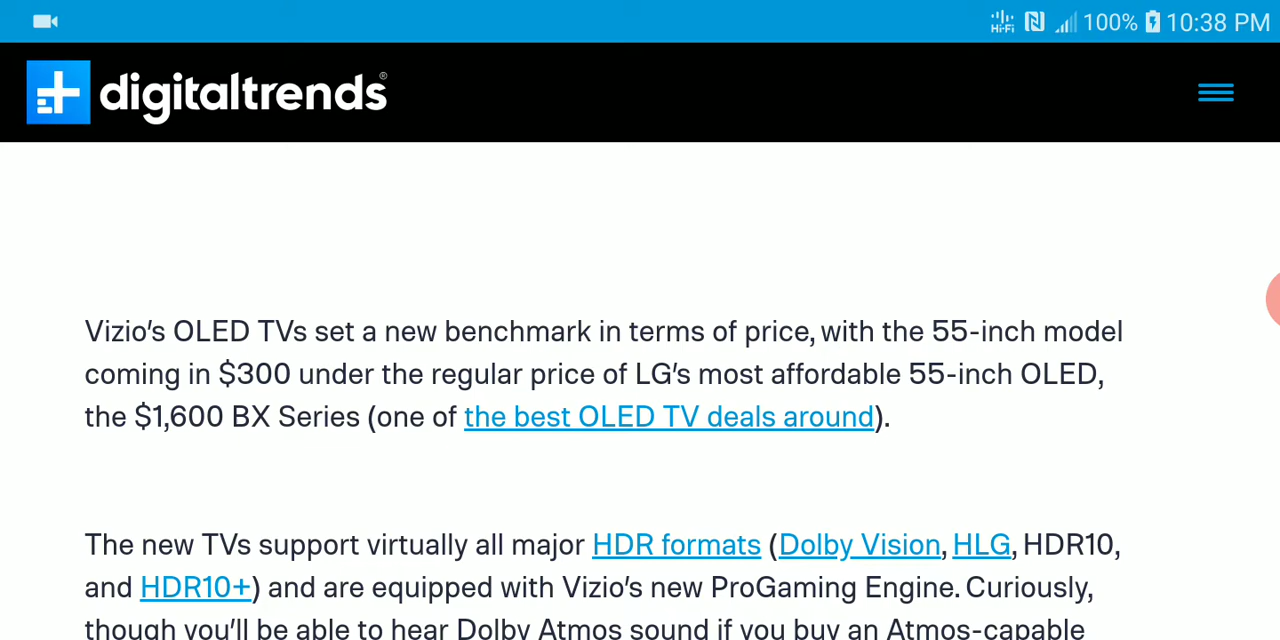 Hi-Fi 100% 10:38 PM
digitaltrends®
Vizio's OLED TVs set a new benchmark in terms of price, with the 55-inch model
coming in $300 under the regular price of LG's most affordable 55-inch OLED,
the $1,600 BX Series (one of the best OLED TV deals around).
The new TVs support virtually all major HDR formats (Dolby Vision, HLG, HDR10,
and HDR10+) and are equipped with Vizio's new ProGaming Engine. Curiously,
though you'll be able to hear Dolby Atmos sound if you buy an Atmos-capable